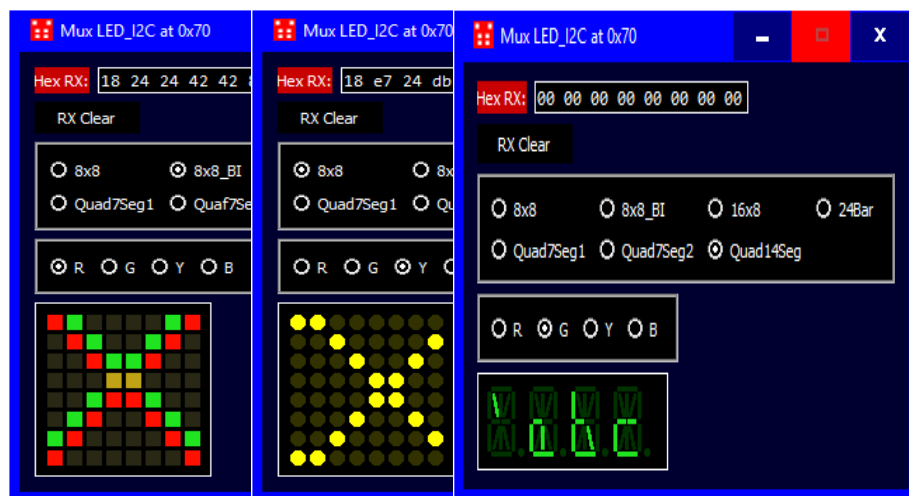 Mux LED_I2C at 0x70
Hex RX: 18 24 24 42 42
RX Clear
8x8 8x8_BI
Quad7Seg1 Quaf7Se
R G Y B
Mux LED_I2C at 0x70
Hex RX: 18 e7 24 db
RX Clear
8x8 8x
Quad7Seg1 Qu
R G Y
Mux LED_I2C at 0x70
X
Hex RX: 00 00 00 00 00 00 00 00
RX Clear
8x8 8x8_BI 16x8 24Bar
Quad7Seg1 Quad7Seg2 Quad14Seg
R G Y B